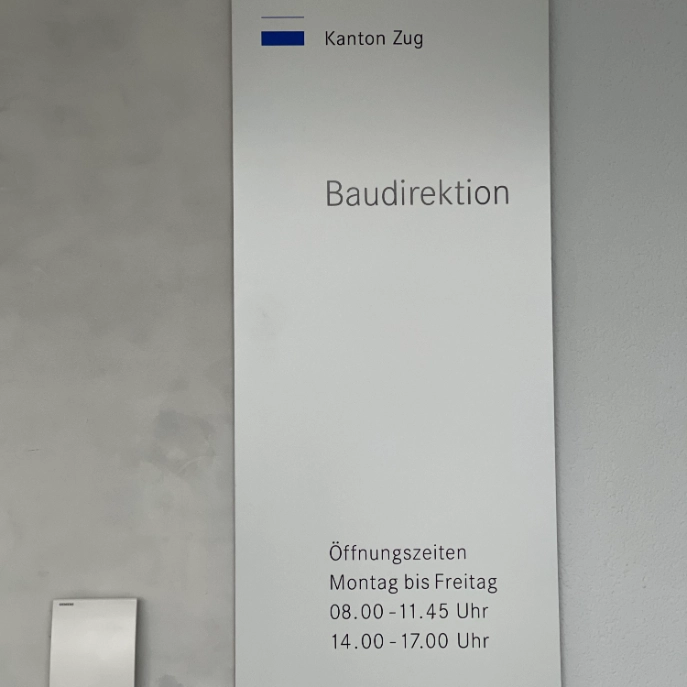 Kanton Zug
Baudirektion
Öffnungszeiten
Montag bis Freitag
08.00-11.45 Uhr
14.00-17.00 Uhr